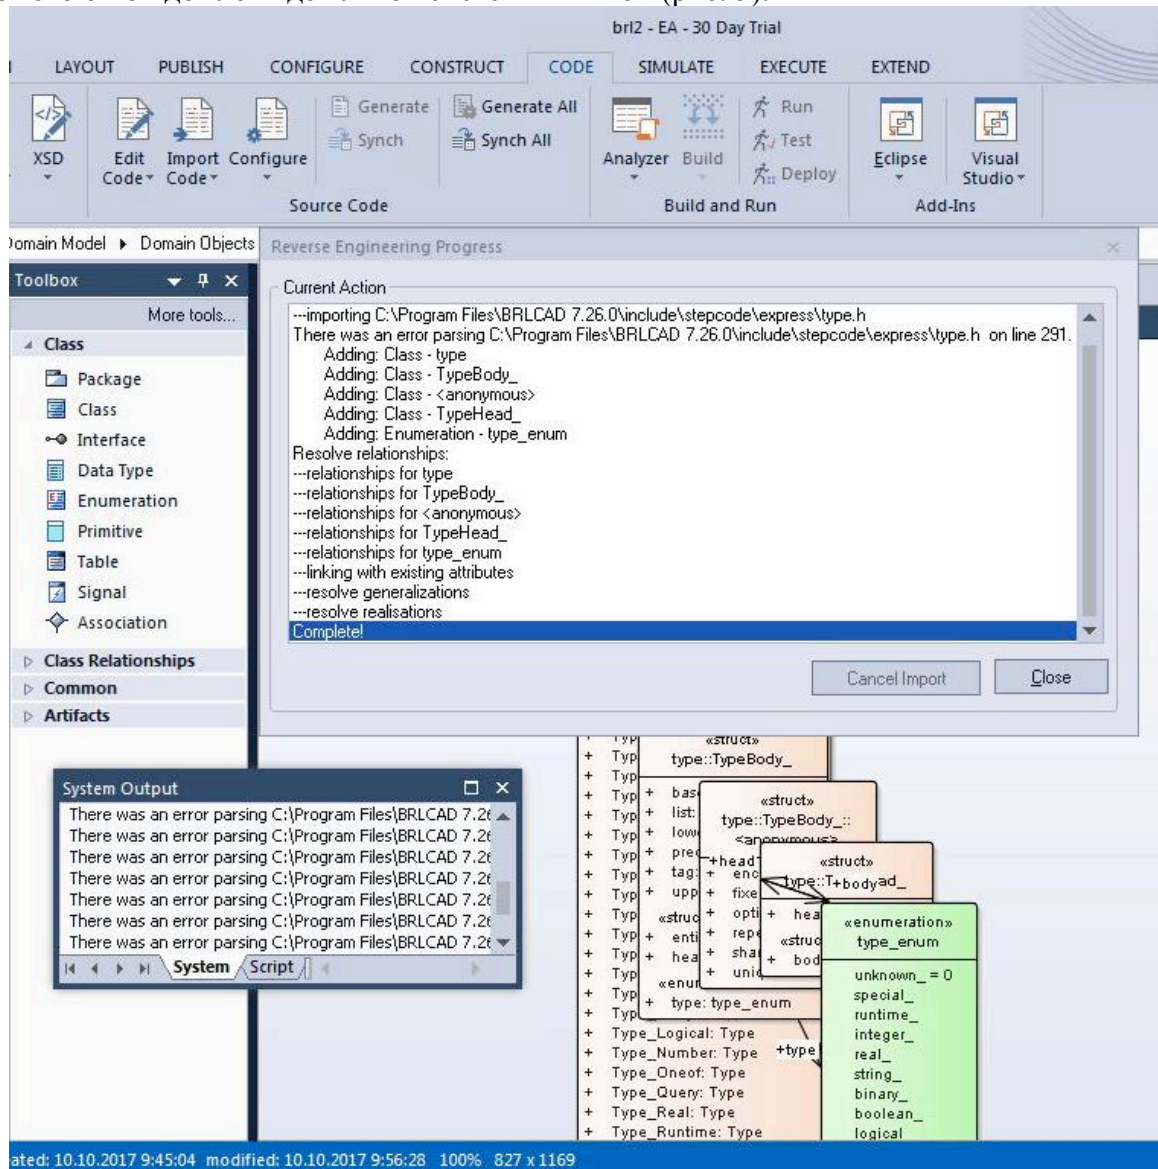 brl2 - EA - 30 Day Trial
LAYOUT PUBLISH CONFIGURE CONSTRUCT CODE SIMULATE EXECUTE EXTEND
Generate Generate All Run
Synch Synch All Test
XSD Edit Code Import Code Configure Analyzer Build Deploy Eclipse Visual Studio
Source Code Build and Run Add-Ins
Domain Objects
Reverse Engineering Progress
Toolbox
More tools...
Class
Package
Class
Interface
Data Type
Enumeration
Primitive
Table
Signal
Association
Class Relationships
Common
Artifacts
Current Action
---importing C:\Program Files\BRLCAD 7.26.0\include\stepcode\express\type.h
There was an error parsing C:\Program Files\BRLCAD 7.26.0\include\stepcode\express\type.h on line 291.
Adding: Class - type
Adding: Class - TypeBody_
Adding: Class - <anonymous>
Adding: Class - TypeHead_
Adding: Enumeration - type_enum
Resolve relationships:
---relationships for type
---relationships for TypeBody_
---relationships for <anonymous>
---relationships for TypeHead_
---relationships for type_enum
---linking with existing attributes
---resolve generalizations
---resolve realisations
Complete!
Cancel Import Close
System Output
There was an error parsing C:\Program Files\BRLCAD 7.26
There was an error parsing C:\Program Files\BRLCAD 7.26
There was an error parsing C:\Program Files\BRLCAD 7.26
There was an error parsing C:\Program Files\BRLCAD 7.26
There was an error parsing C:\Program Files\BRLCAD 7.26
There was an error parsing C:\Program Files\BRLCAD 7.26
There was an error parsing C:\Program Files\BRLCAD 7.26
System Script
«struct»
type::TypeBody_
«struct»
type::TypeBody_::
<anonymous>
«struct»
+head
+body
+ type: type_enum
+type
+ Type_Logical: Type
+ Type_Number: Type
+ Type_Oneof: Type
+ Type_Query: Type
+ Type_Real: Type
+ Type_Runtime: Type
«enumeration»
type_enum
unknown_ = 0
special_
runtime_
integer_
real_
string_
binary_
boolean_
logical
10.10.2017 9:45:04 modified: 10.10.2017 9:56:28 100% 827 x 1169